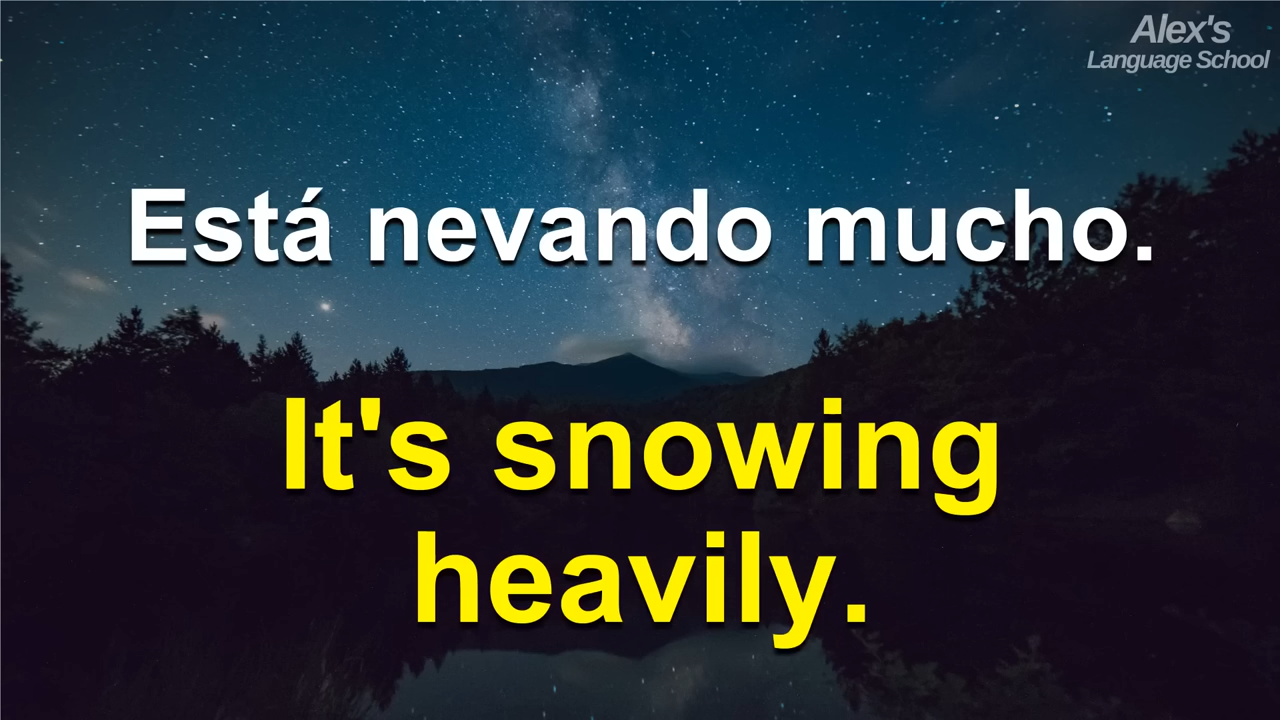 Alex's
Language School
Está nevando mucho.
It's snowing
heavily.